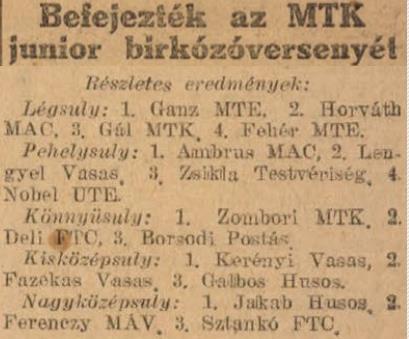 Befejezték az MTK
junior birkózóversenyét
Részletes eredmények:
Légsuly: 1. Ganz MTE. 2. Horváth
MAC, 3. Gál MTK. 4. Fehér MTE.
Pehelysuly: 1. Ambrus MAC, 2. Len-
gyel Vasas. 3. Zsikla Testvériség, 4.
Nobel UTE.
Könnyüsuly: 1. Zombori MTK. 2.
Deli FTC, 3. Borsodi Postás.
Kisközépsuly: 1. Kerényi Vasas, 2.
Fazekas Vasas. 3. Galbos Husos.
Nagyközépsuly: 1. Jakab Husos. 2.
Ferenczy MÁV. 3. Sztankó FTC.